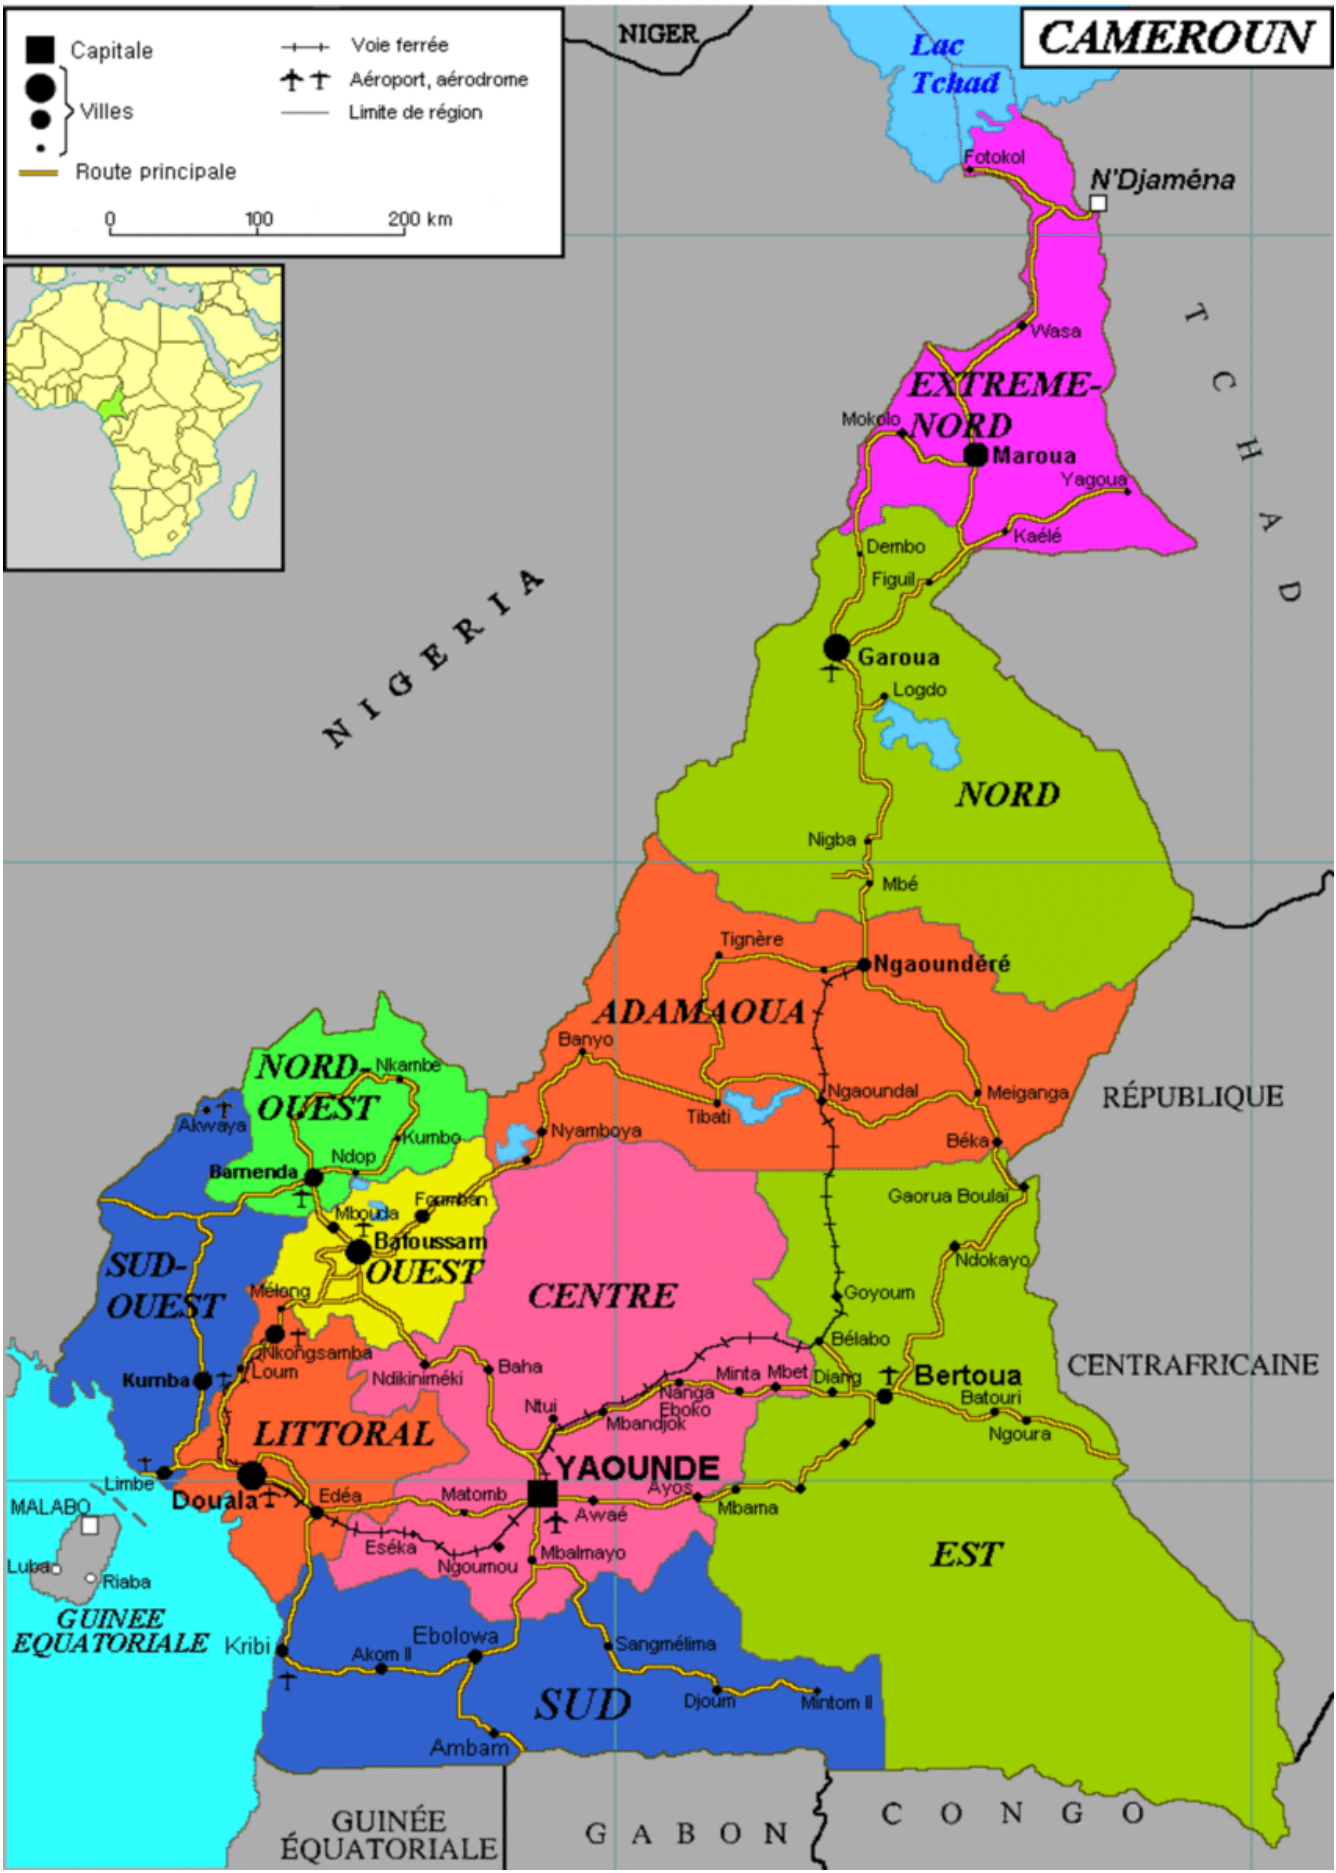 CAMEROUN
Capitale
Villes
Route principale
Voie ferrée
Aéroport, aérodrome
Limite de région
0 100 200 km
NIGER
Lac
Tchad
Fotokol
N'Djaména
T C H A D
Wasa
EXTREME-
NORD
Mokolo
Maroua
Yagoua
Kaélé
Dembo
Figuil
NIGERIA
Garoua
Logdo
NORD
Nigba
Mbé
Tignère
Ngaoundéré
ADAMAOUA
Banyo
Ngaoundal
Meiganga
Tibati
Nyamboya
Béka
RÉPUBLIQUE
CENTRAFRICAINE
NORD-
OUEST
Nkambe
Kumbo
Ndop
Bamenda
Akwaya
Foumban
Mbouda
Bafoussam
OUEST
SUD-
OUEST
Mélong
Nkongsamba
Loum
Kumba
Ndikiniméki
Baha
CENTRE
Gaorua Boulai
Ndokayo
Goyoum
Bélabo
Bertoua
Batouri
Ngoura
Diang
Mbet
Minta
Nanga
Eboko
Mbandjok
Ntui
LITTORAL
YAOUNDE
Limbe
Douala
Edéa
Matomb
Awaé
Ayos
Mbama
Eséka
Ngoumou
Mbalmayo
EST
MALABO
Luba
Riaba
GUINEE
EQUATORIALE
Kribi
Akom II
Ebolowa
Sangmélima
Djoum
Mintom II
SUD
Ambam
GUINÉE
ÉQUATORIALE
GABON
CONGO